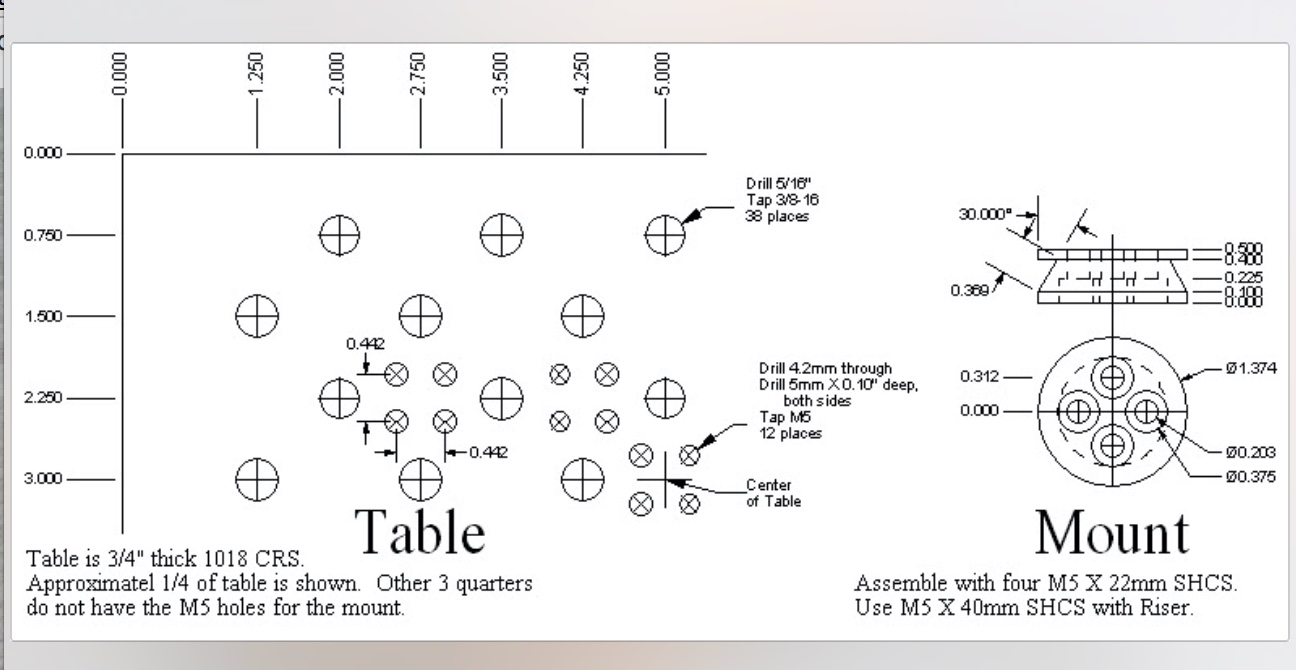 0.000
1.250
2.000
2.750
3.500
4.250
5.000
0.000
0.750
1.500
2.250
3.000
Drill 5/16"
Tap 3/8-16
38 places
0.442
0.442
Drill 4.2mm through
Drill 5mm X 0.10" deep,
both sides
Tap M5
12 places
Center
of Table
Table
Table is 3/4" thick 1018 CRS.
Approximatel 1/4 of table is shown. Other 3 quarters
do not have the M5 holes for the mount.
30.000°
0.369
0.500
0.400
0.225
0.100
0.000
0.312
0.000
Ø1.374
Ø0.203
Ø0.375
Mount
Assemble with four M5 X 22mm SHCS.
Use M5 X 40mm SHCS with Riser.